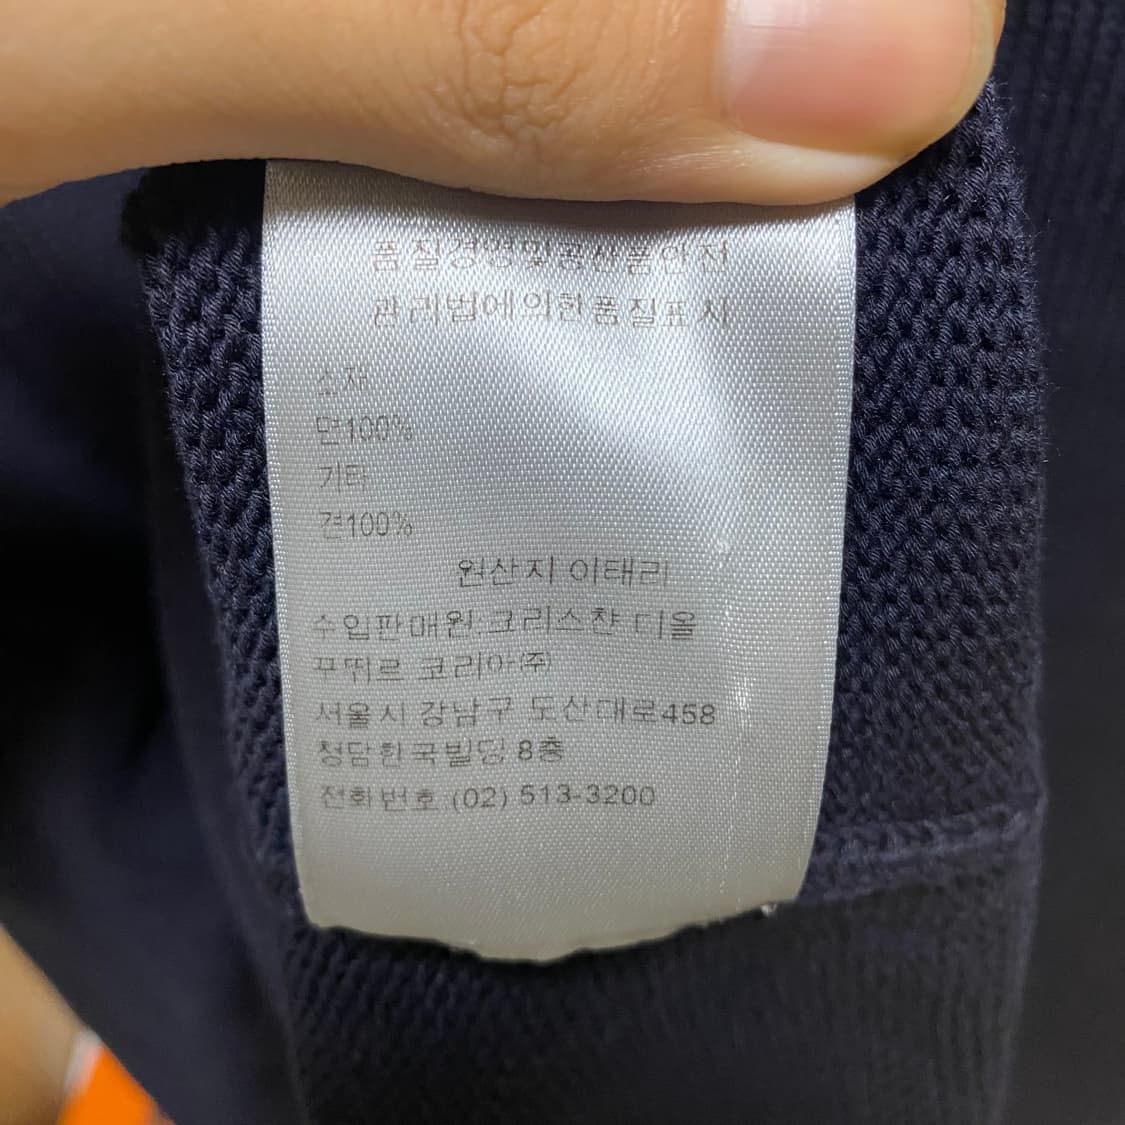 품질경영및공산품안전
관리법에의한품질표시
소재
면100%
기타
견100%
원산지 이태리
수입판매원:크리스챤 디올
꾸뛰르 코리아(주)
서울시 강남구 도산대로458
청담한국빌딩 8층
전화번호 (02) 513-3200